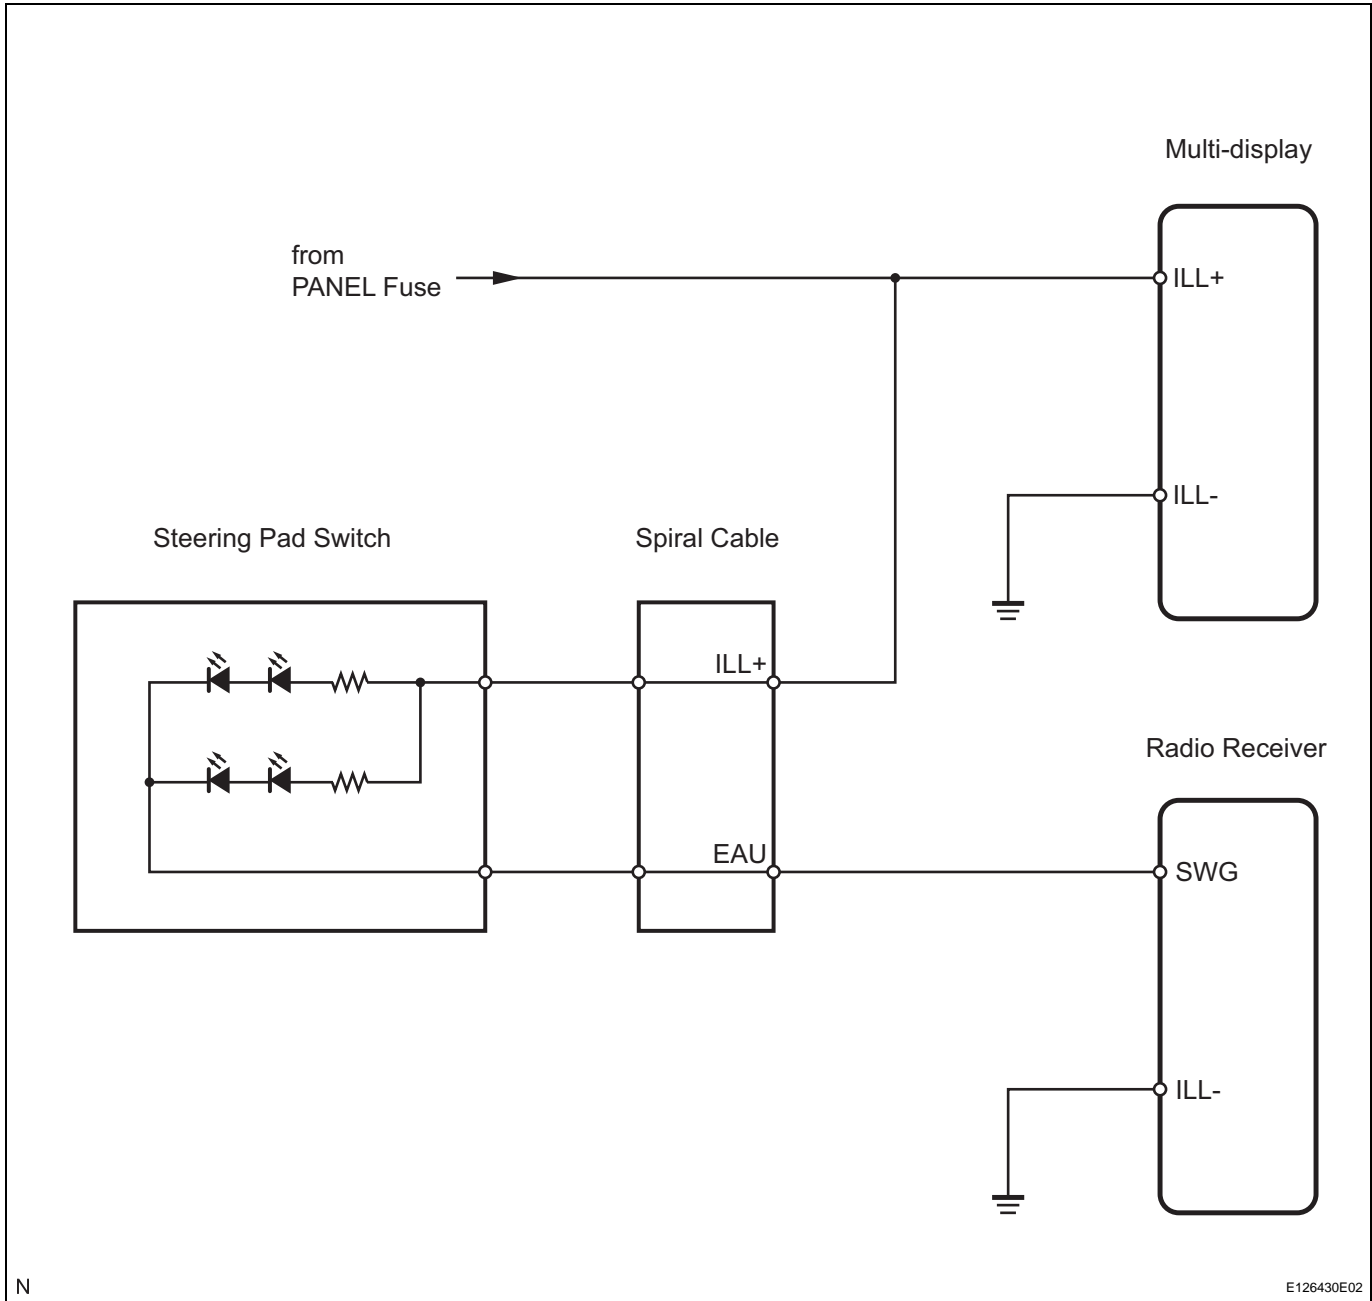 Multi-display
from
PANEL Fuse
ILL+
ILL-
Steering Pad Switch
Spiral Cable
ILL+
Radio Receiver
EAU
SWG
ILL-
N
E126430E02